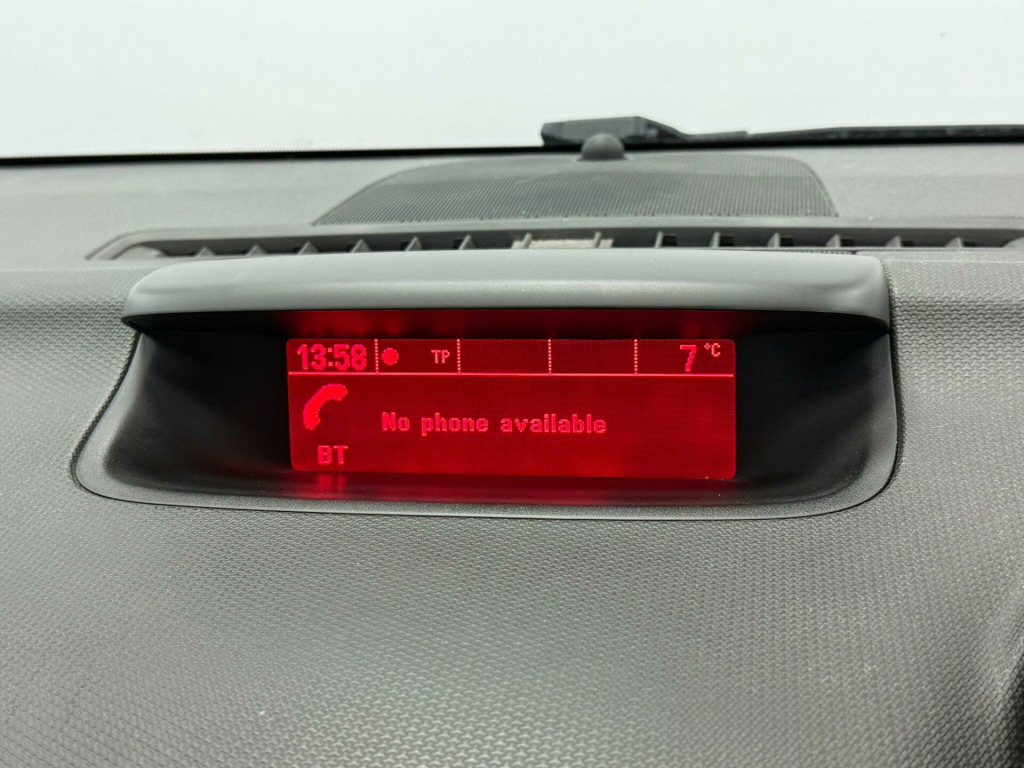 13:58 TP 7 °C
No phone available
BT